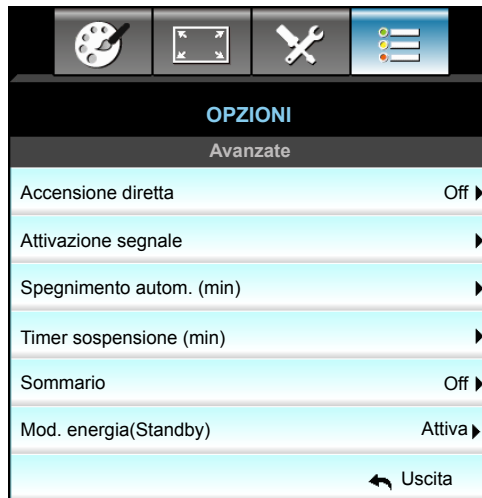 OPZIONI
Avanzate
Accensione diretta Off
Attivazione segnale
Spegnimento autom. (min)
Timer sospensione (min)
Sommario Off
Mod. energia(Standby) Attiva
Uscita